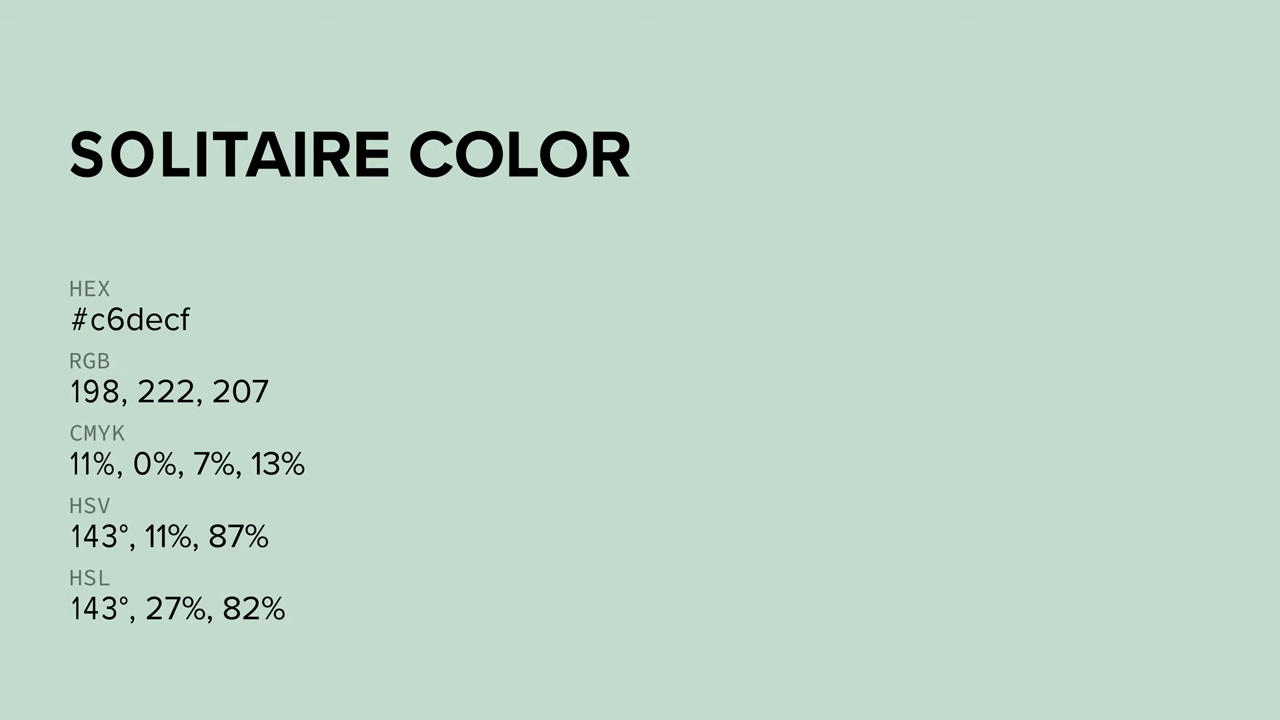 SOLITAIRE COLOR
HEX
#c6decf
RGB
198, 222, 207
CMYK
11%, 0%, 7%, 13%
HSV
143°, 11%, 87%
HSL
143°, 27%, 82%